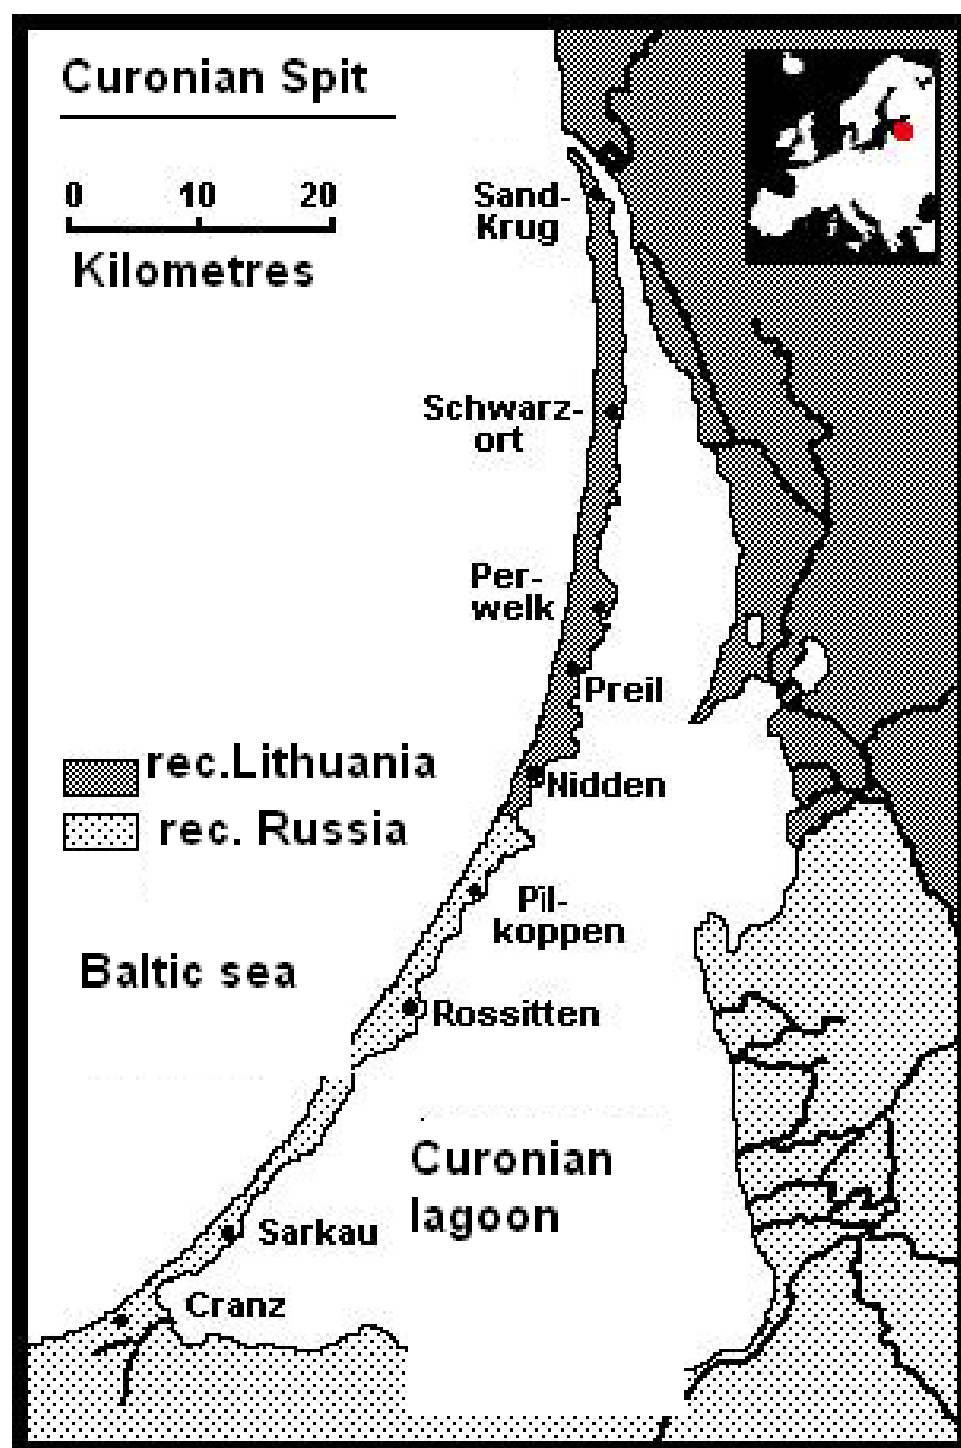 Curonian Spit
0 10 20
Kilometres
Sand-
Krug
Schwarz-
ort
Per-
welk
Preil
rec.Lithuania
Nidden
rec. Russia
Pil-
koppen
Baltic sea
Rossitten
Curonian
lagoon
Sarkau
Cranz